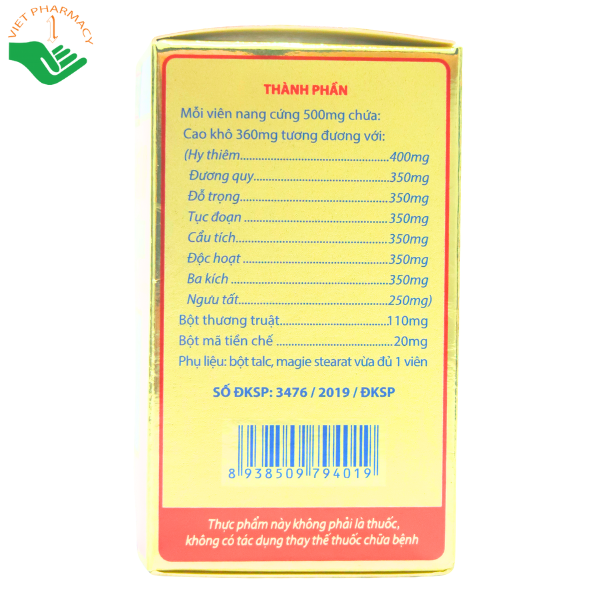 VIET PHARMACY
1
THÀNH PHẦN
Mỗi viên nang cứng 500mg chứa:
Cao khô 360mg tương đương với:
(Hy thiêm..........................................400mg
Đương quy......................................350mg
Đỗ trọng.........................................350mg
Tục đoạn ........................................350mg
Cẩu tích..........................................350mg
Độc hoạt ........................................350mg
Ba kích ...........................................350mg
Ngưu tất.........................................250mg)
Bột thương truật..............................110mg
Bột mã tiền chế ...............................20mg
Phụ liệu: bột talc, magie stearat vừa đủ 1 viên
SỐ ĐKSP: 3476 / 2019 / ĐKSP
8 938509 794019
Thực phẩm này không phải là thuốc,
không có tác dụng thay thế thuốc chữa bệnh